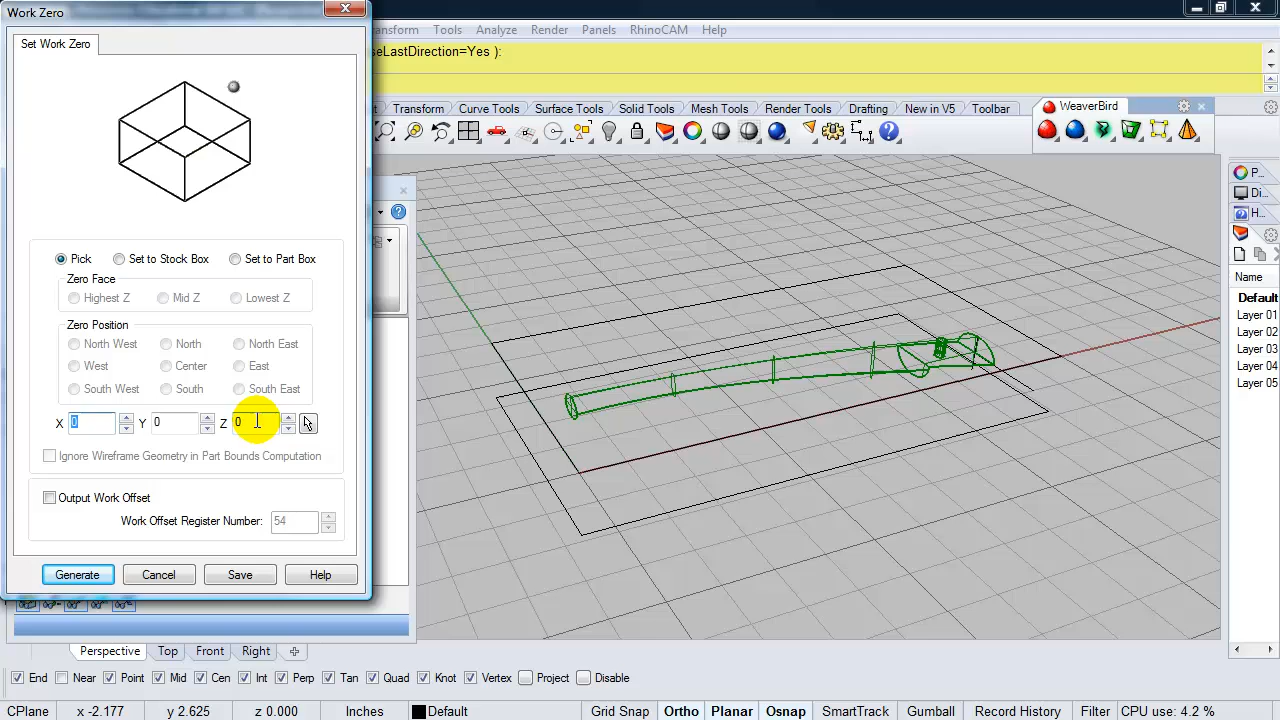 Work Zero
Set Work Zero
Pick
Set to Stock Box
Set to Part Box
Zero Face
Highest Z
Mid Z
Lowest Z
Zero Position
North West
North
North East
West
Center
East
South West
South
South East
X 0 Y 0 Z 0
Ignore Wireframe Geometry in Part Bounds Computation
Output Work Offset
Work Offset Register Number: 54
Generate
Cancel
Save
Help
ansform Tools Analyze Render Panels RhinoCAM Help
seLastDirection=Yes ):
t Transform Curve Tools Surface Tools Solid Tools Mesh Tools Render Tools Drafting New in V5 Toolbar
WeaverBird
P...
Di...
H...
Name
Default
Layer 01
Layer 02
Layer 03
Layer 04
Layer 05
Perspective Top Front Right
End Near Point Mid Cen Int Perp Tan Quad Knot Vertex Project Disable
CPlane x -2.177 y 2.625 z 0.000 Inches Default Grid Snap Ortho Planar Osnap SmartTrack Gumball Record History Filter CPU use: 4.2 %